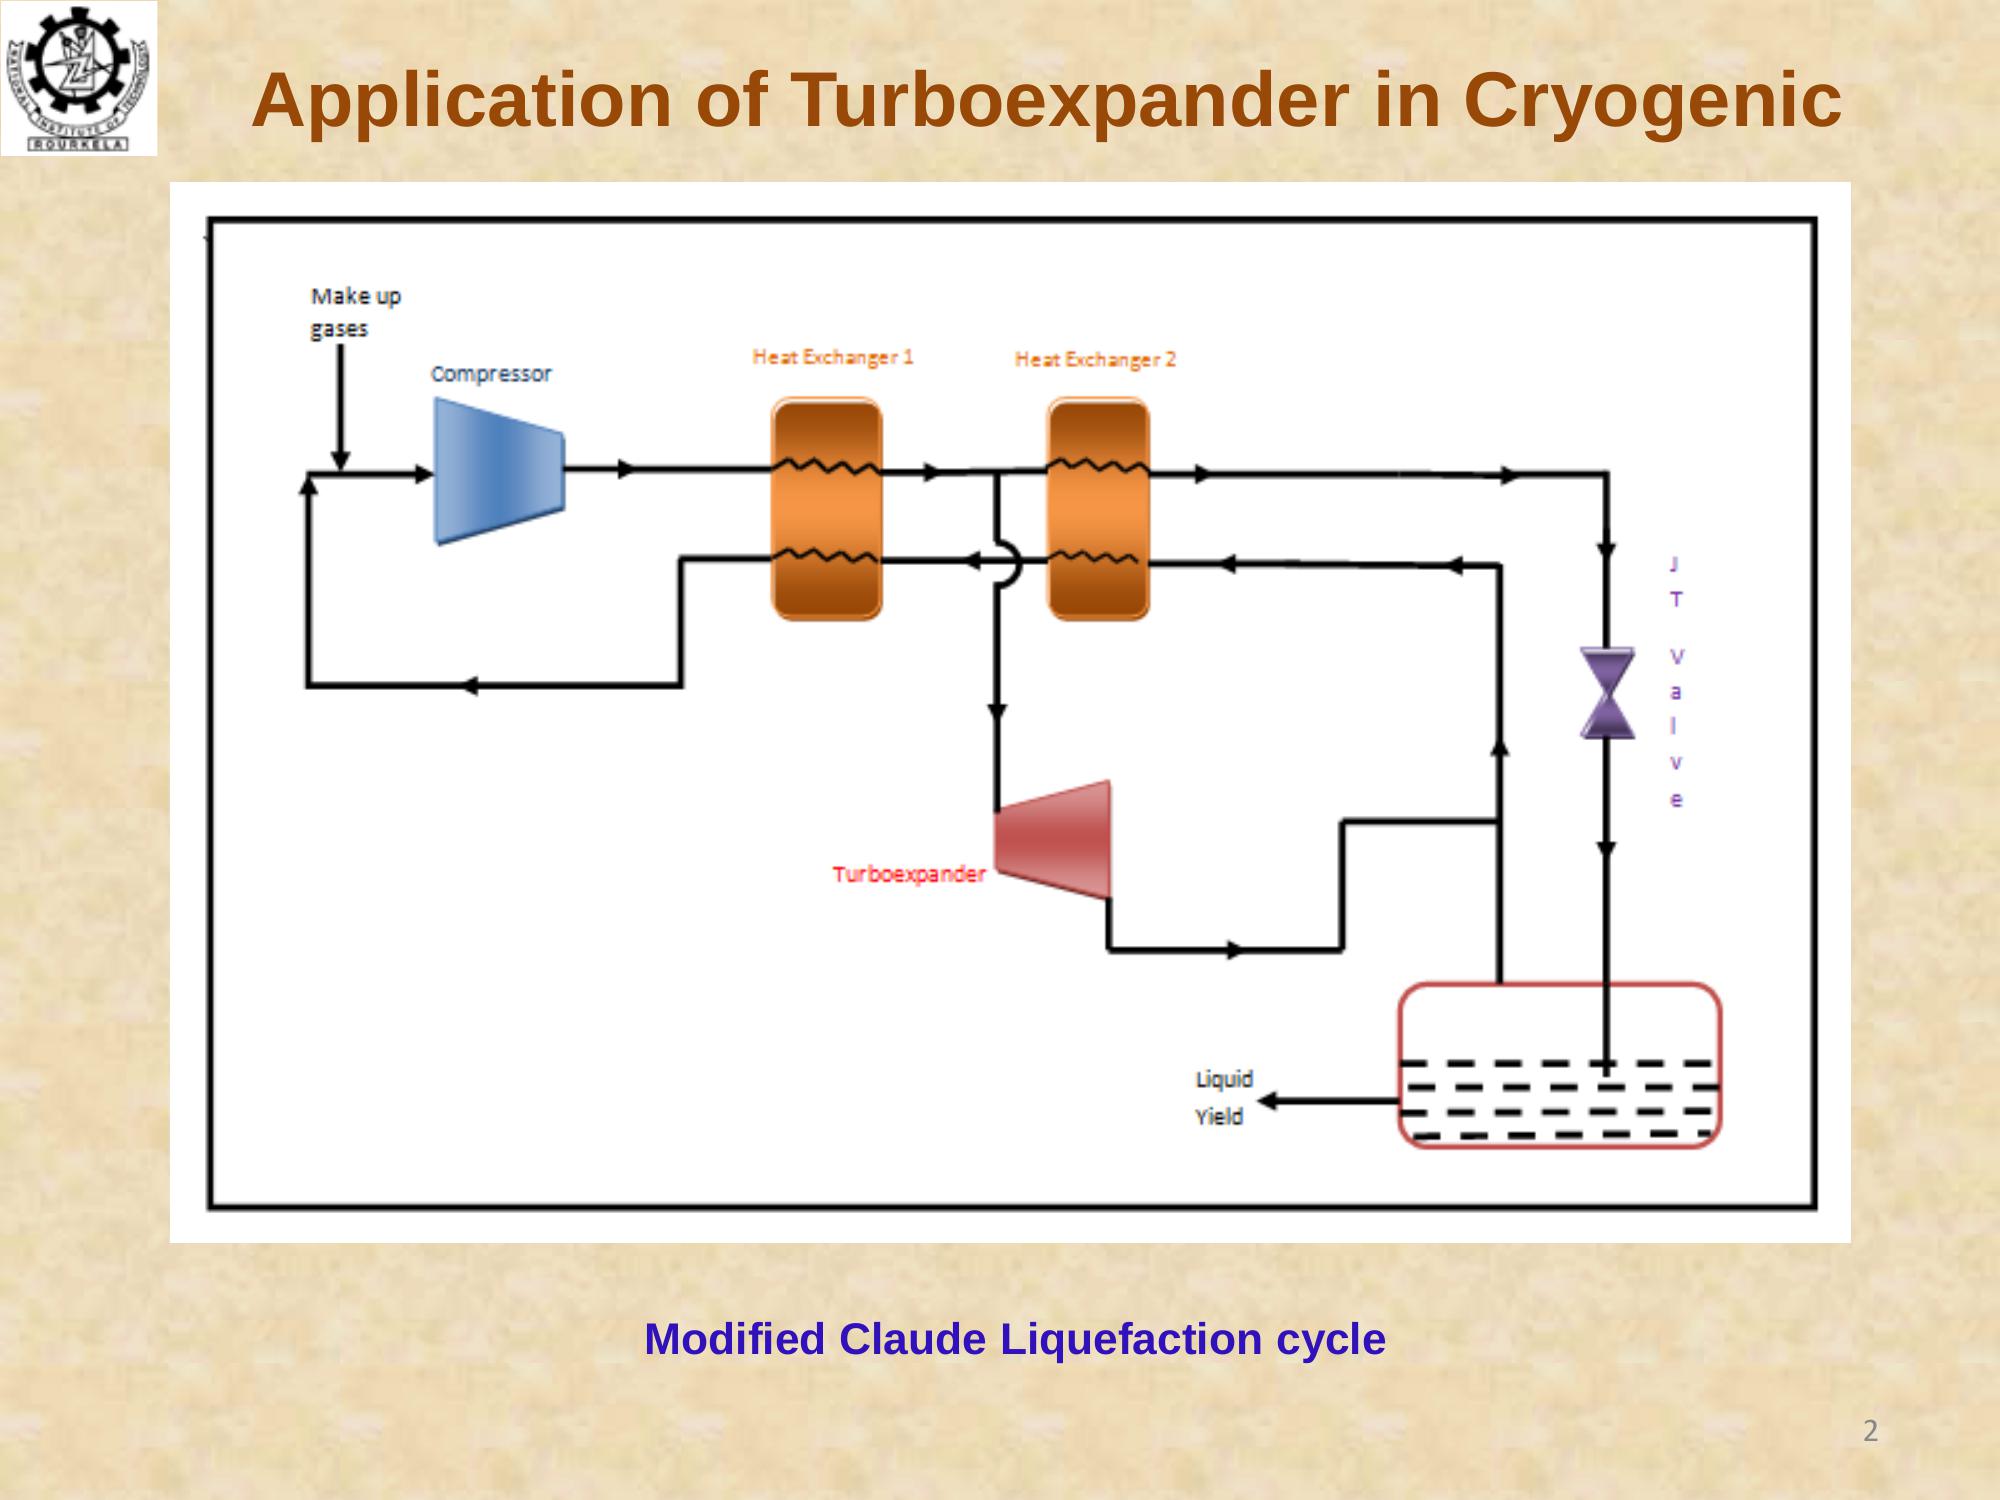 NATIONAL INSTITUTE OF TECHNOLOGY
ROURKELA
Application of Turboexpander in Cryogenic
Make up
gases
Compressor
Heat Exchanger 1
Heat Exchanger 2
J
T
V
a
l
v
e
Turboexpander
Liquid
Yield
Modified Claude Liquefaction cycle
2